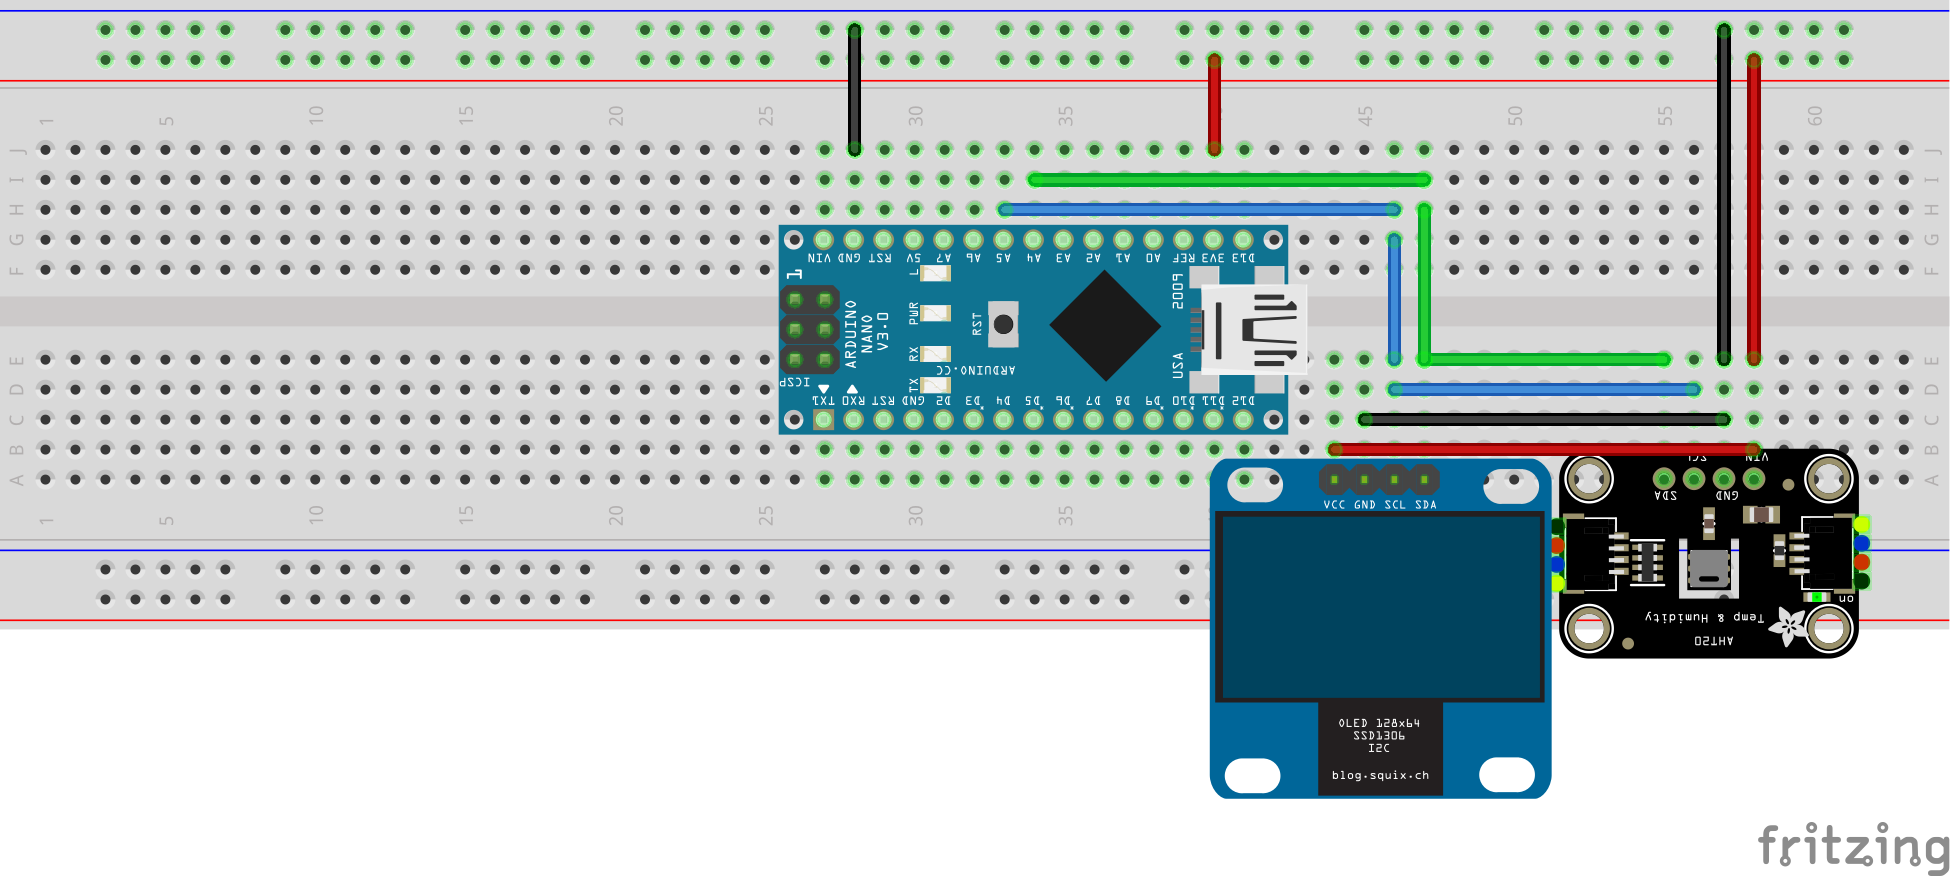 1 5 10 15 20 25 30 35 45 50 55 60
J J
I I
H H
G G
F F
VIN GND RST 5V A7 A6 A5 A4 A3 A2 A1 A0 REF 3V3 D13
1
L
PWR
RX
TX
RST
ARDUINO
NANO
V3.0
ICSP
ARDUINO.CC
2009
USA
TX1 RX0 RST GND D2 D3 D4 D5 D6 D7 D8 D9 D10 D11 D12
E E
D D
C C
B B
A A
1 5 10 15 20 25 30 35
VCC GND SCL SDA
OLED 128x64
SSD1306
I2C
blog.squix.ch
SCL VIN
SDA GND
on
Temp & Humidity
AHT20
fritzing